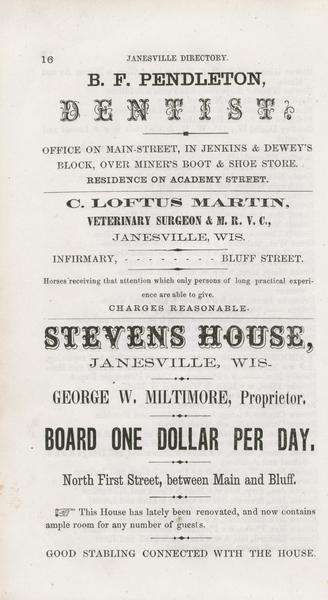 16 JANESVILLE DIRECTORY.
B. F. PENDLETON,
DENTIST,
OFFICE ON MAIN-STREET, IN JENKINS & DEWEY'S
BLOCK, OVER MINER'S BOOT & SHOE STORE.
RESIDENCE ON ACADEMY STREET.
C. LOFTUS MARTIN,
VETERINARY SURGEON & M. R. V. C.,
JANESVILLE, WIS.
INFIRMARY, - - - - - - - - BLUFF STREET.
Horses receiving that attention which only persons of long practical experi-
ence are able to give.
CHARGES REASONABLE.
STEVENS HOUSE,
JANESVILLE, WIS.
GEORGE W. MILTIMORE, Proprietor.
BOARD ONE DOLLAR PER DAY.
North First Street, between Main and Bluff.
☞ This House has lately been renovated, and now contains
ample room for any number of guests.
GOOD STABLING CONNECTED WITH THE HOUSE.